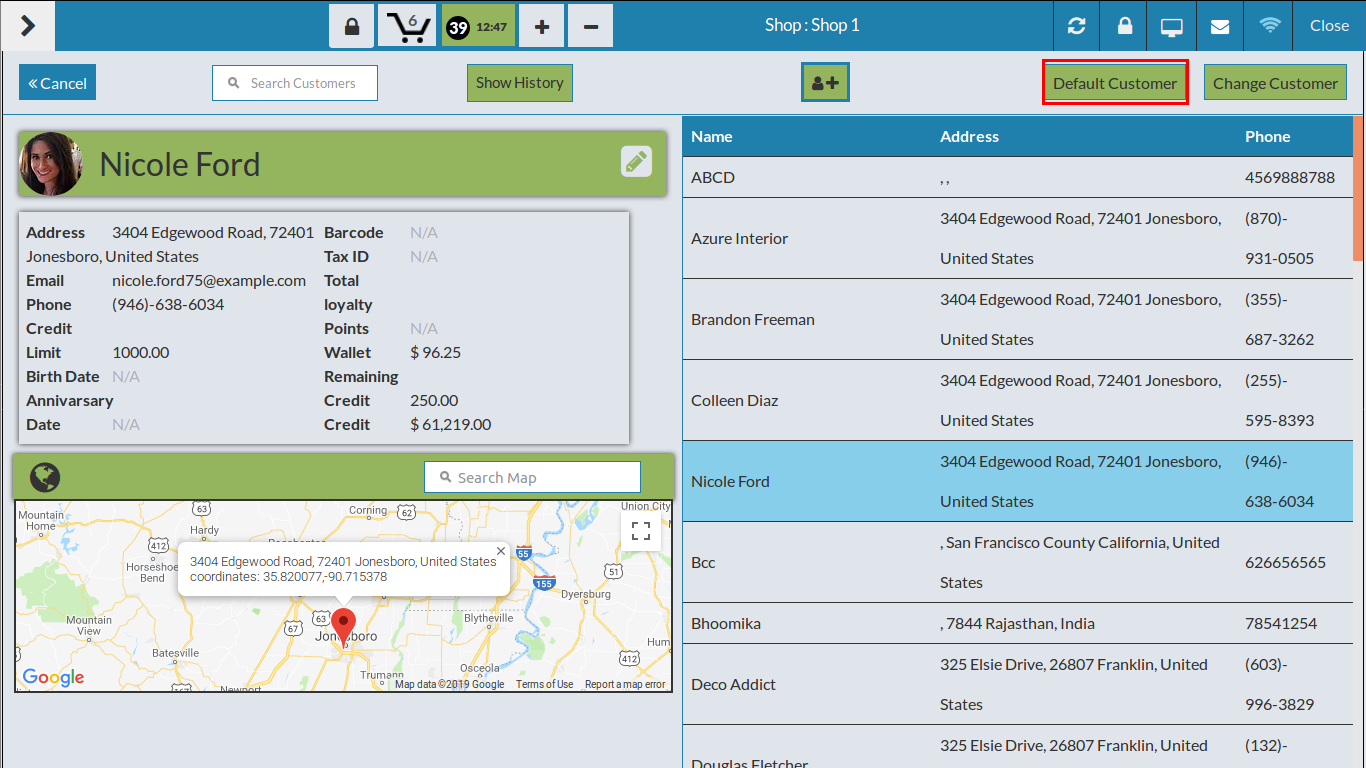 6
39 12:47
Shop : Shop 1
Close
Cancel
Search Customers
Show History
Default Customer
Change Customer
Nicole Ford
Address 3404 Edgewood Road, 72401
Jonesboro, United States
Email nicole.ford75@example.com
Phone (946)-638-6034
Credit
Limit 1000.00
Birth Date N/A
Annivarsary
Date N/A
Barcode N/A
Tax ID N/A
Total
loyalty
Points N/A
Wallet $ 96.25
Remaining
Credit 250.00
Credit $ 61,219.00
Search Map
Mountain
Home
63
Hardy
Corning
62
Union City
412
Horseshoe
Bend
3404 Edgewood Road, 72401 Jonesboro, United States
coordinates: 35.820077,-90.715378
55
155
51
Dyersburg
Mountain
View
67
63
Jonesboro
Blytheville
Batesville
Osceola
412
Hum
Trumann
Newport
Google
Map data ©2019 Google Terms of Use Report a map error
Name Address Phone
ABCD , , 4569888788
Azure Interior
3404 Edgewood Road, 72401 Jonesboro,
United States
(870)-
931-0505
Brandon Freeman
3404 Edgewood Road, 72401 Jonesboro,
United States
(355)-
687-3262
Colleen Diaz
3404 Edgewood Road, 72401 Jonesboro,
United States
(255)-
595-8393
Nicole Ford
3404 Edgewood Road, 72401 Jonesboro,
United States
(946)-
638-6034
Bcc
, San Francisco County California, United
States
626656565
Bhoomika , 7844 Rajasthan, India 78541254
Deco Addict
325 Elsie Drive, 26807 Franklin, United
States
(603)-
996-3829
Douglas Fletcher
325 Elsie Drive, 26807 Franklin, United
(132)-